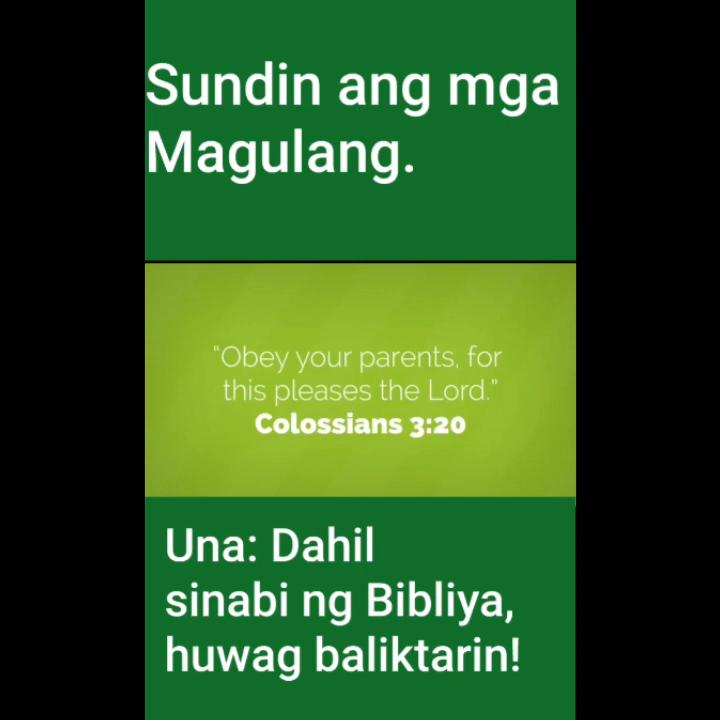 Sundin ang mga
Magulang.
"Obey your parents, for
this pleases the Lord."
Colossians 3:20
Una: Dahil
sinabi ng Bibliya,
huwag baliktarin!